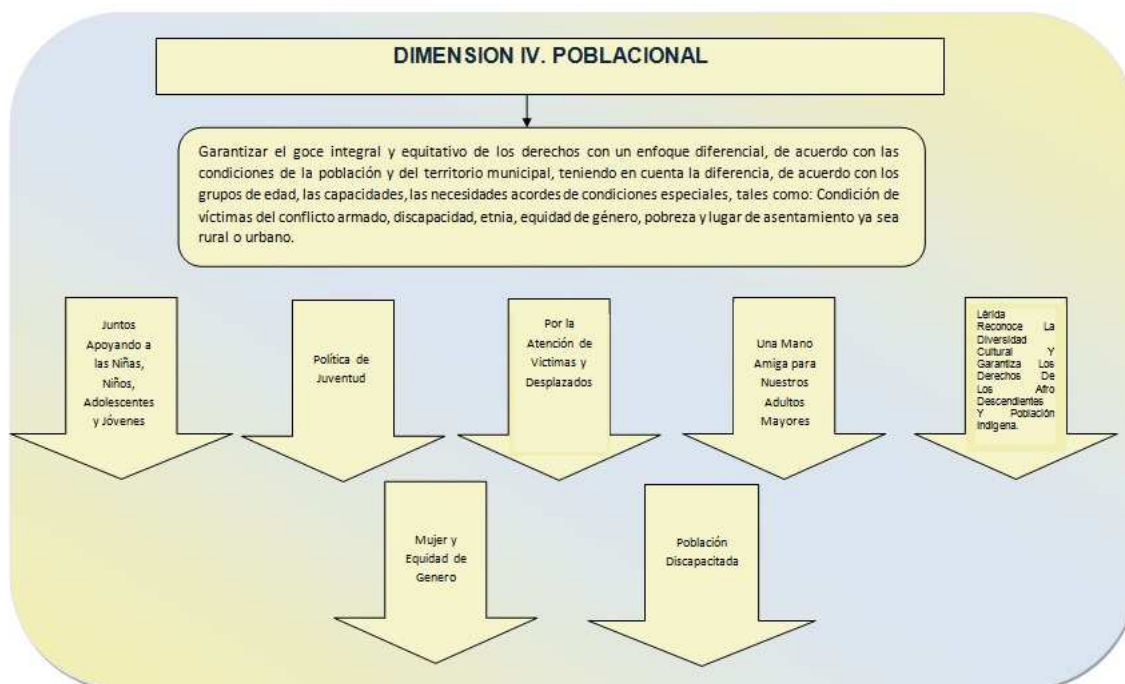 DIMENSION IV. POBLACIONAL
Garantizar el goce integral y equitativo de los derechos con un enfoque diferencial, de acuerdo con las
condiciones de la población y del territorio municipal, teniendo en cuenta la diferencia, de acuerdo con los
grupos de edad, las capacidades, las necesidades acordes de condiciones especiales, tales como: Condición de
víctimas del conflicto armado, discapacidad, etnia, equidad de género, pobreza y lugar de asentamiento ya sea
rural o urbano.
Juntos
Apoyando a
las Niñas,
Niños,
Adolescentes
y Jóvenes
Política de
Juventud
Por la
Atención de
Víctimas y
Desplazados
Una Mano
Amiga para
Nuestros
Adultos
Mayores
Lérida
Reconoce La
Diversidad
Cultural Y
Garantiza Los
Derechos De
Los Afro
Descendientes
Y Población
Indígena.
Mujer y
Equidad de
Genero
Población
Discapacitada